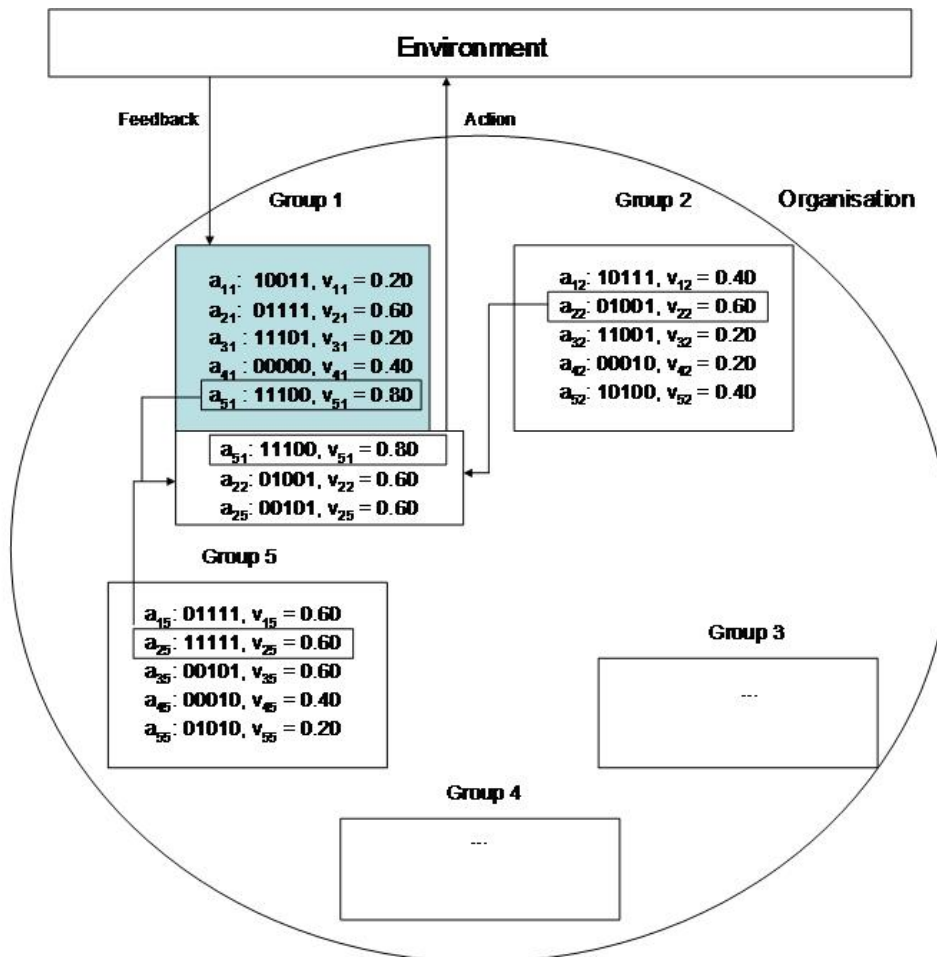 Environment
Feedback
Action
Organisation
Group 1
a11: 10011, v11 = 0.20
a21: 01111, v21 = 0.60
a31: 11101, v31 = 0.20
a41: 00000, v41 = 0.40
a51: 11100, v51 = 0.80
a51: 11100, v51 = 0.80
a22: 01001, v22 = 0.60
a25: 00101, v25 = 0.60
Group 2
a12: 10111, v12 = 0.40
a22: 01001, v22 = 0.60
a32: 11001, v32 = 0.20
a42: 00010, v42 = 0.20
a52: 10100, v52 = 0.40
Group 5
a15: 01111, v15 = 0.60
a25: 11111, v25 = 0.60
a35: 00101, v35 = 0.60
a45: 00010, v45 = 0.40
a55: 01010, v55 = 0.20
Group 3
...
Group 4
...